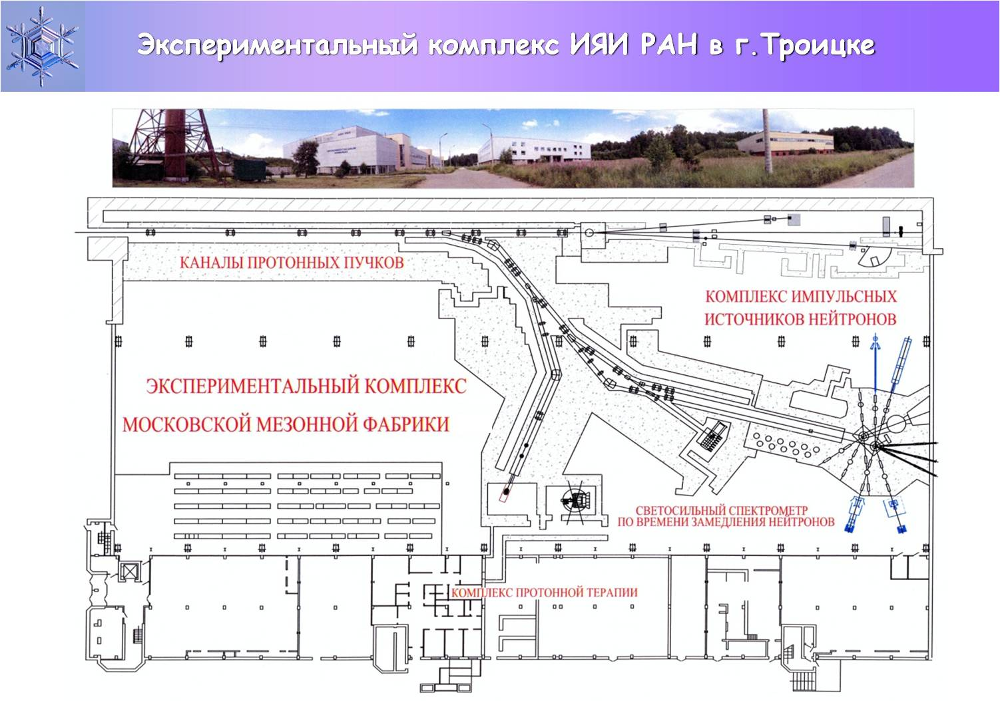 Экспериментальный комплекс ИЯИ РАН в г.Троицке
КАНАЛЫ ПРОТОННЫХ ПУЧКОВ
КОМПЛЕКС ИМПУЛЬСНЫХ
ИСТОЧНИКОВ НЕЙТРОНОВ
ЭКСПЕРИМЕНТАЛЬНЫЙ КОМПЛЕКС
МОСКОВСКОЙ МЕЗОННОЙ ФАБРИКИ
СВЕТОСИЛЬНЫЙ СПЕКТРОМЕТР
ПО ВРЕМЕНИ ЗАМЕДЛЕНИЯ НЕЙТРОНОВ
КОМПЛЕКС ПРОТОННОЙ ТЕРАПИИ